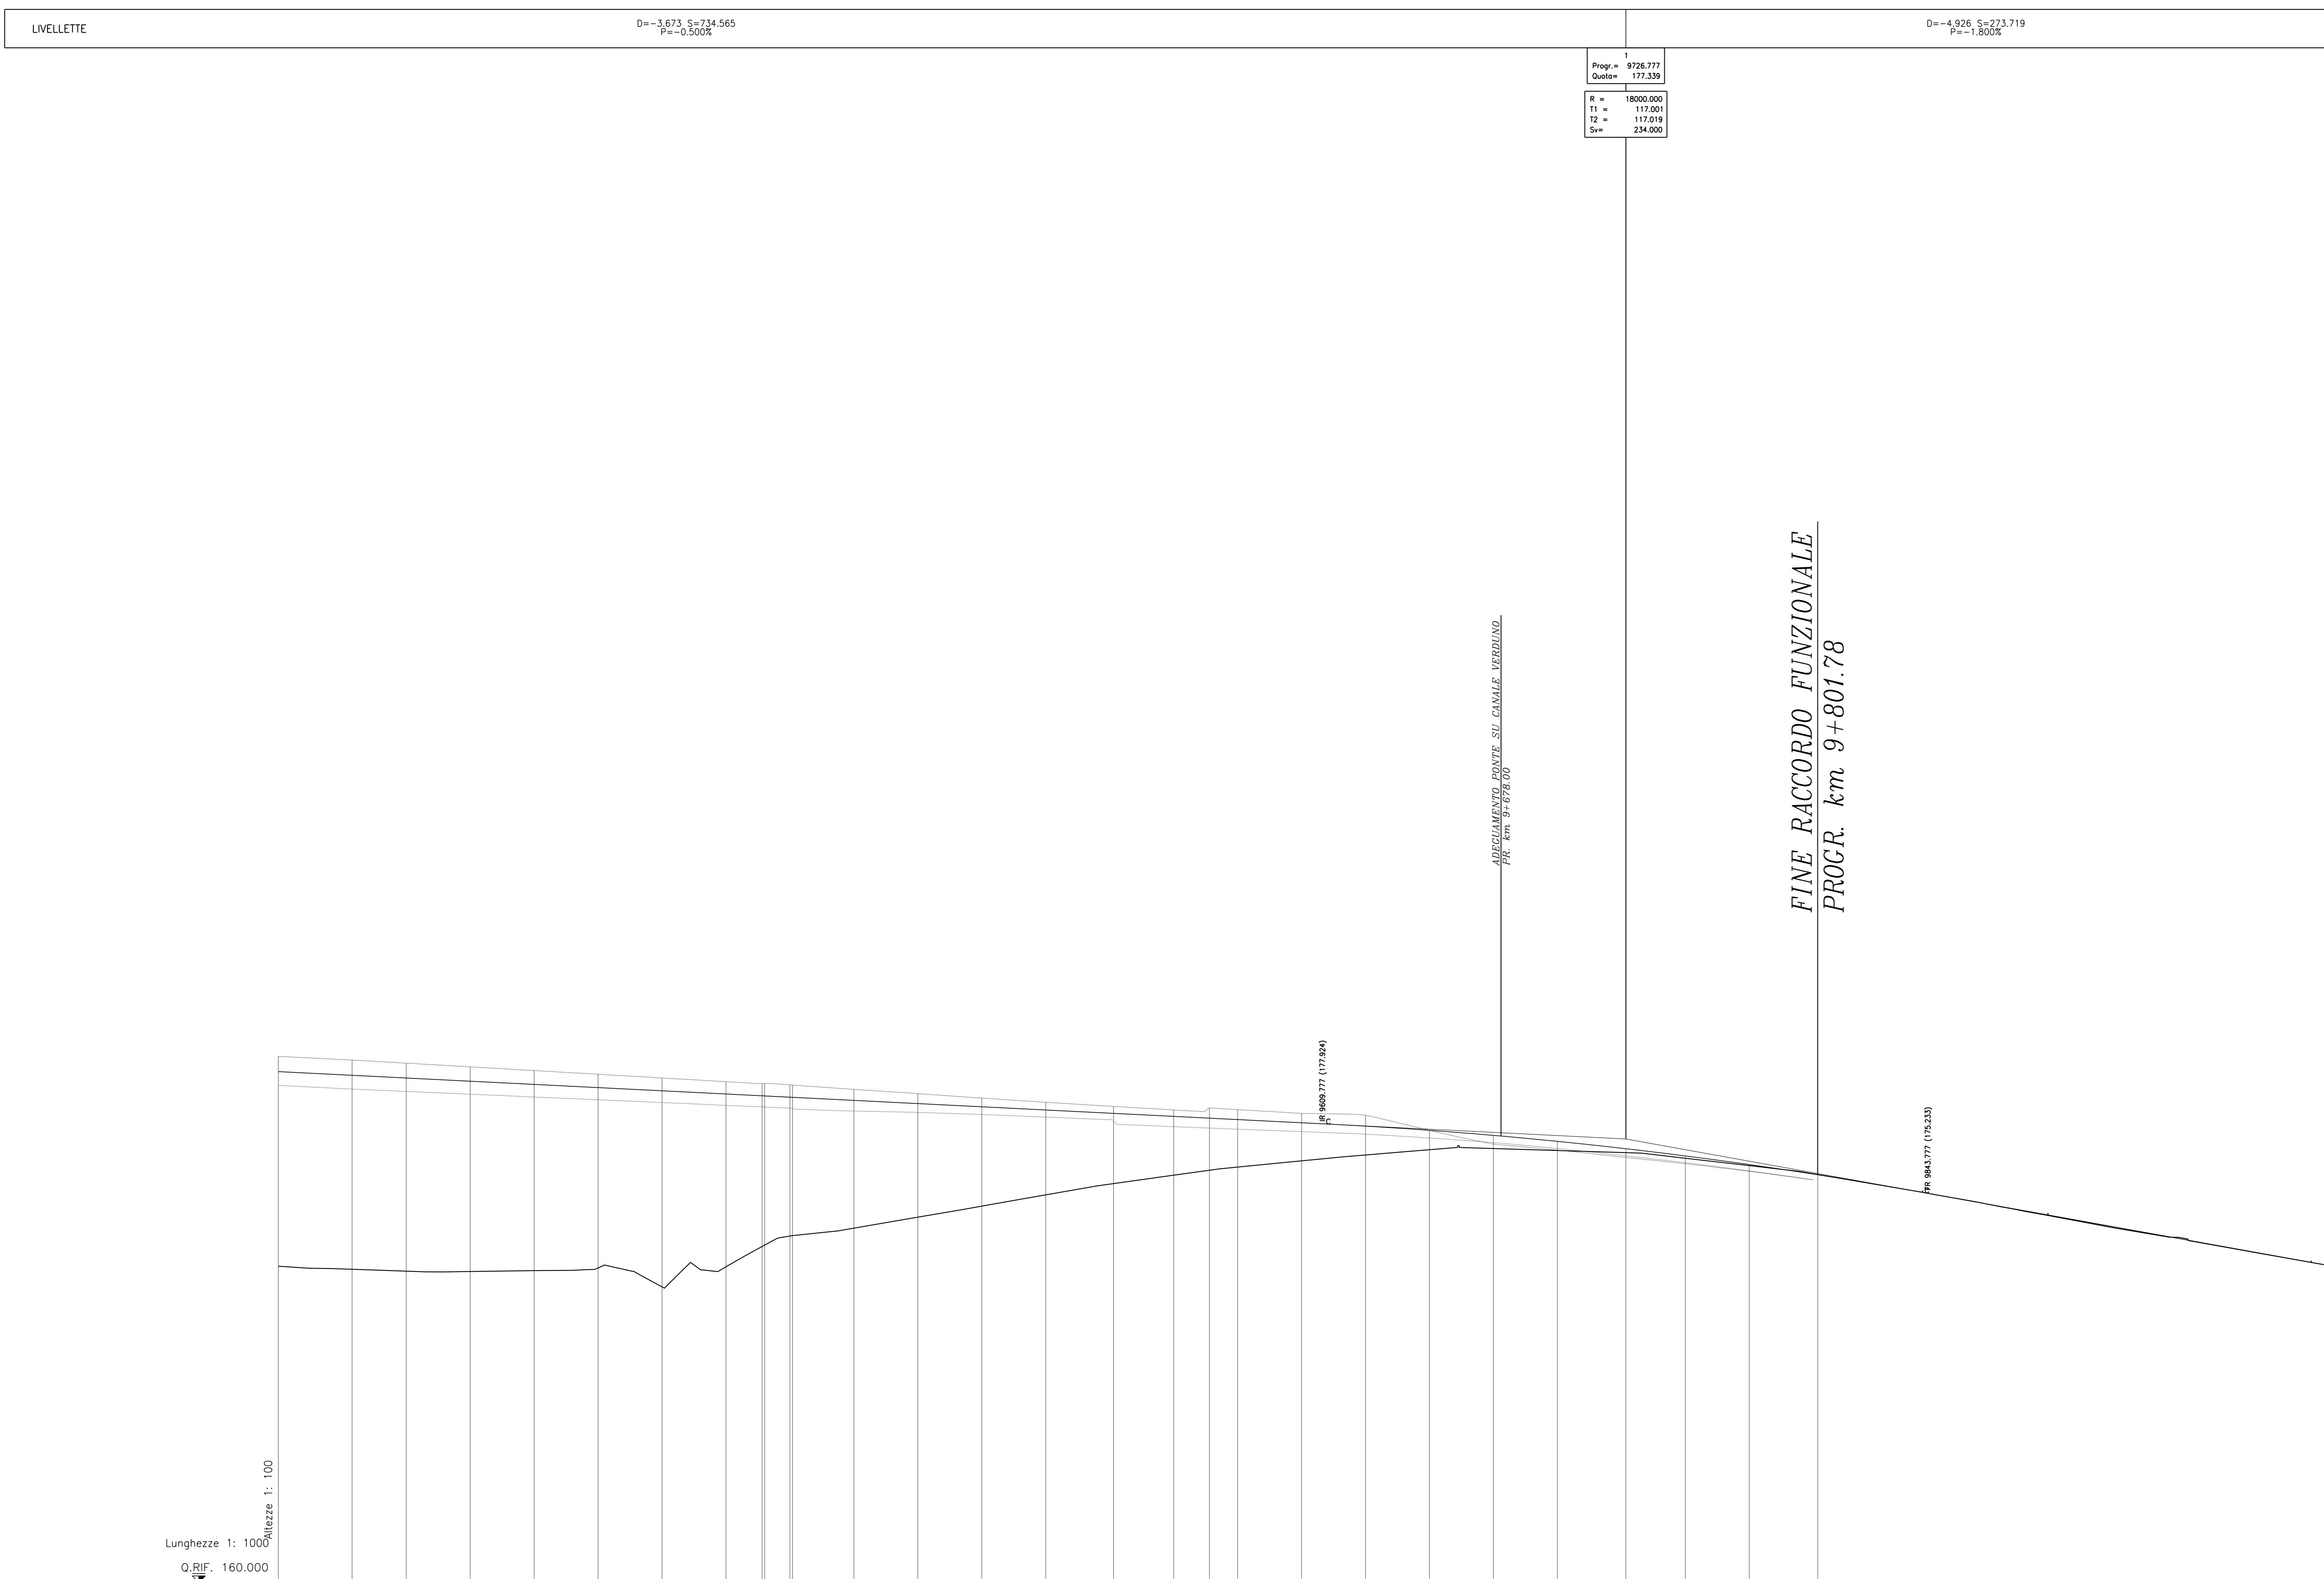 LIVELLETTE
D=-3.673 S=734.565
P=-0.500%
D=-4.926 S=273.719
P=-1.800%
1
Progr.= 9726.777
Quota= 177.339
R = 18000.000
T1 = 117.001
T2 = 117.019
Sv= 234.000
FINE RACCORDO FUNZIONALE
PROGR. km 9+801.78
ADEGUAMENTO PONTE SU CANALE VERDUNO
PR. km 9+678.00
IR 9609.777 (177.924)
C
FR 9843.777 (175.233)
Altezze 1: 100
Lunghezze 1: 1000
Q.RIF. 160.000